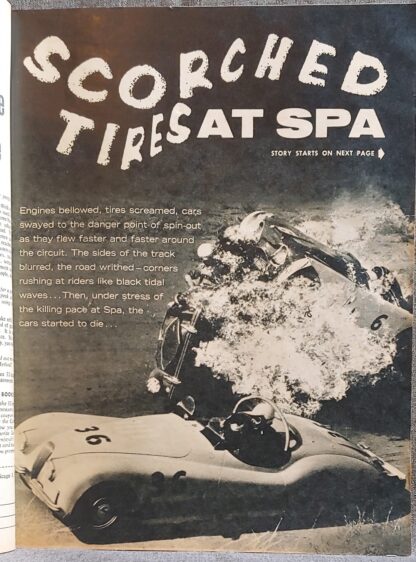 SCORCHED
TIRES AT SPA
STORY STARTS ON NEXT PAGE
Engines bellowed, tires screamed, cars
swayed to the danger point of spin-out
as they flew faster and faster around
the circuit. The sides of the track
blurred, the road writhed – corners
rushing at riders like black tidal
waves... Then, under stress of
the killing pace at Spa, the
cars started to die...
6
36